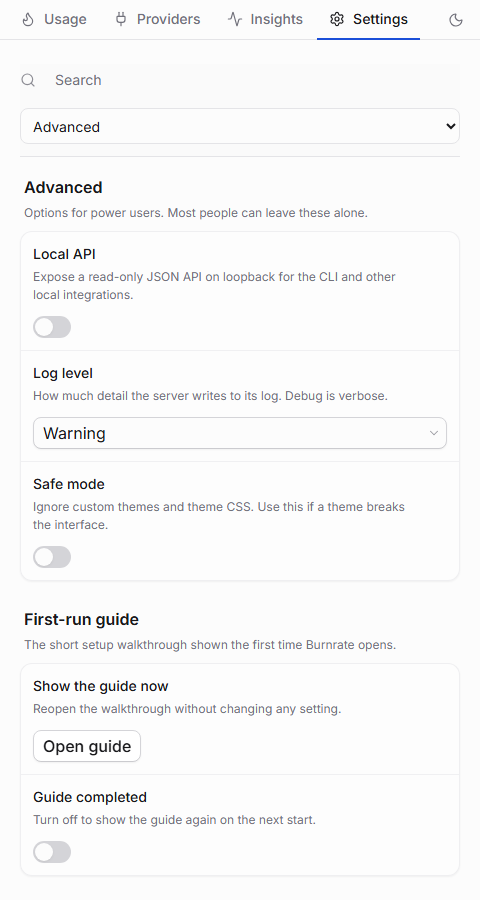 Usage Providers Insights Settings
Search
Advanced
Advanced
Options for power users. Most people can leave these alone.
Local API
Expose a read-only JSON API on loopback for the CLI and other
local integrations.
Log level
How much detail the server writes to its log. Debug is verbose.
Warning
Safe mode
Ignore custom themes and theme CSS. Use this if a theme breaks
the interface.
First-run guide
The short setup walkthrough shown the first time Burnrate opens.
Show the guide now
Reopen the walkthrough without changing any setting.
Open guide
Guide completed
Turn off to show the guide again on the next start.